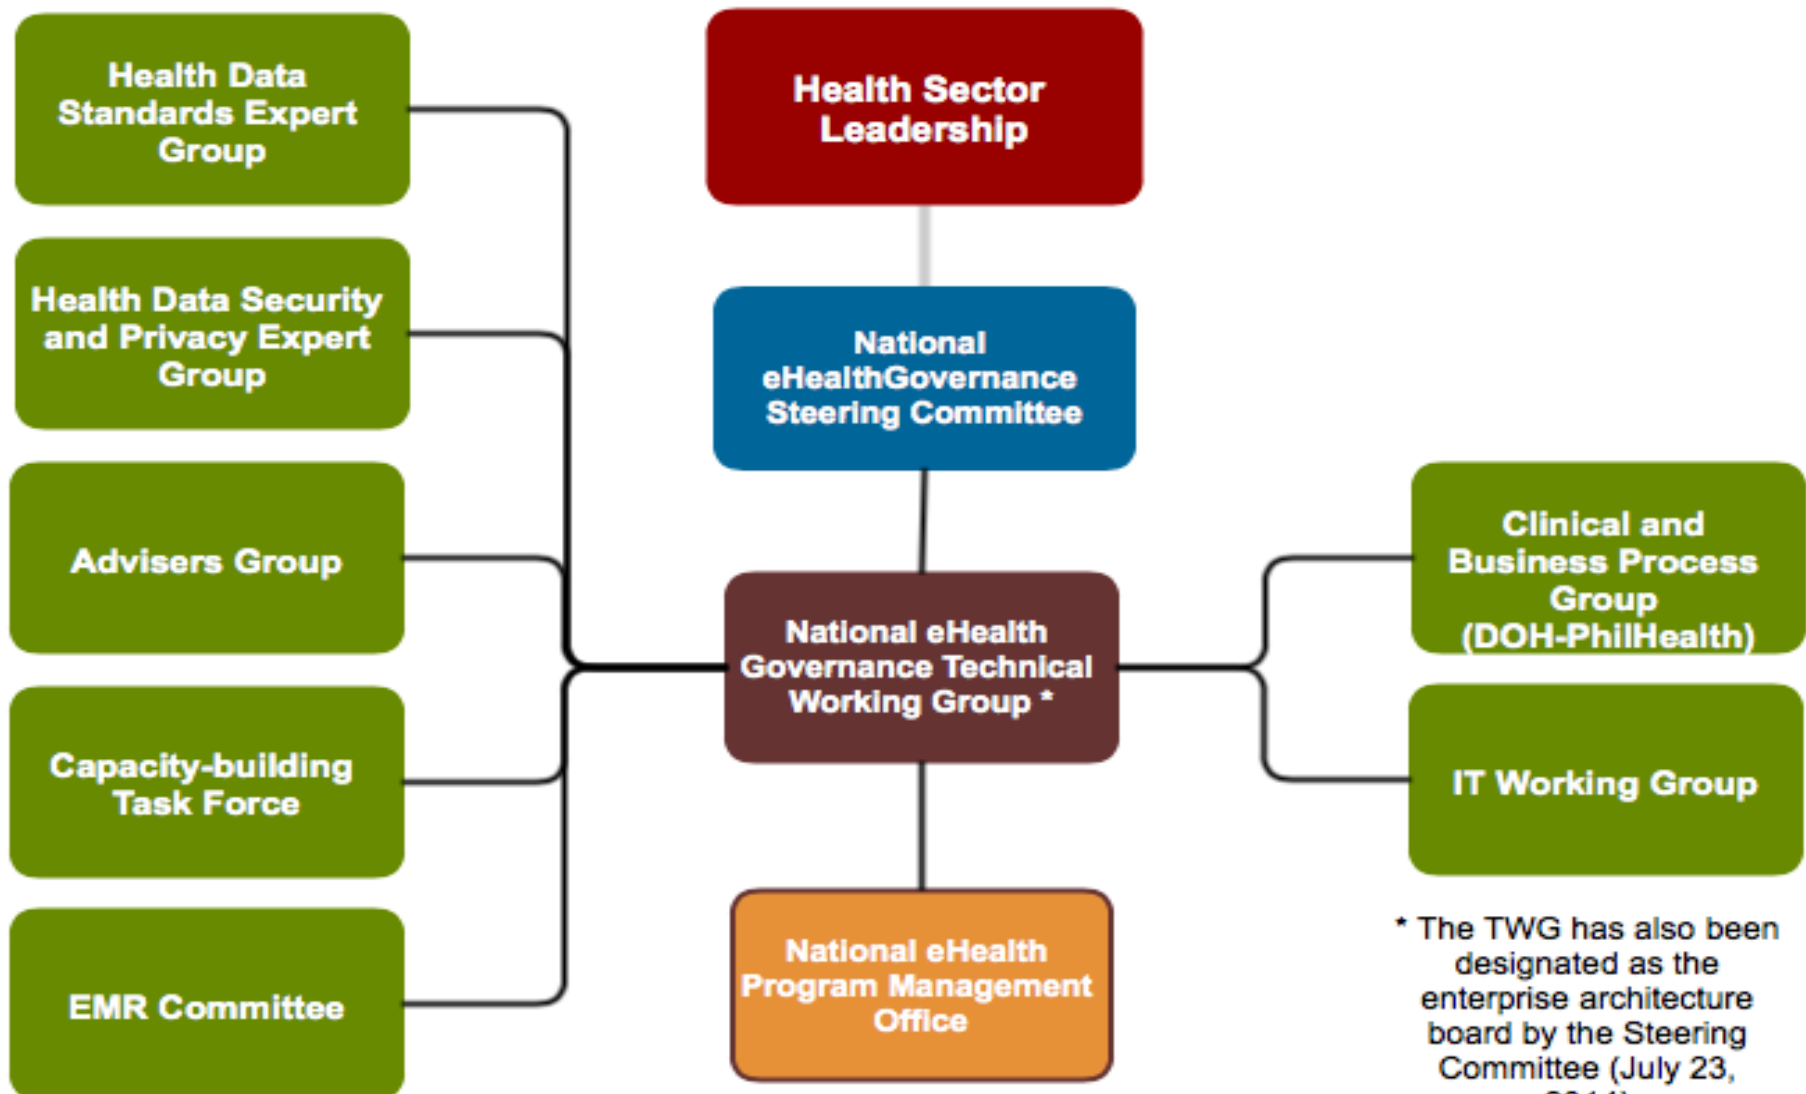 Health Data
Standards Expert
Group
Health Sector
Leadership
Health Data Security
and Privacy Expert
Group
National
eHealthGovernance
Steering Committee
Advisers Group
Clinical and
Business Process
Group
(DOH-PhilHealth)
National eHealth
Governance Technical
Working Group *
Capacity-building
Task Force
IT Working Group
EMR Committee
National eHealth
Program Management
Office
* The TWG has also been
designated as the
enterprise architecture
board by the Steering
Committee (July 23,